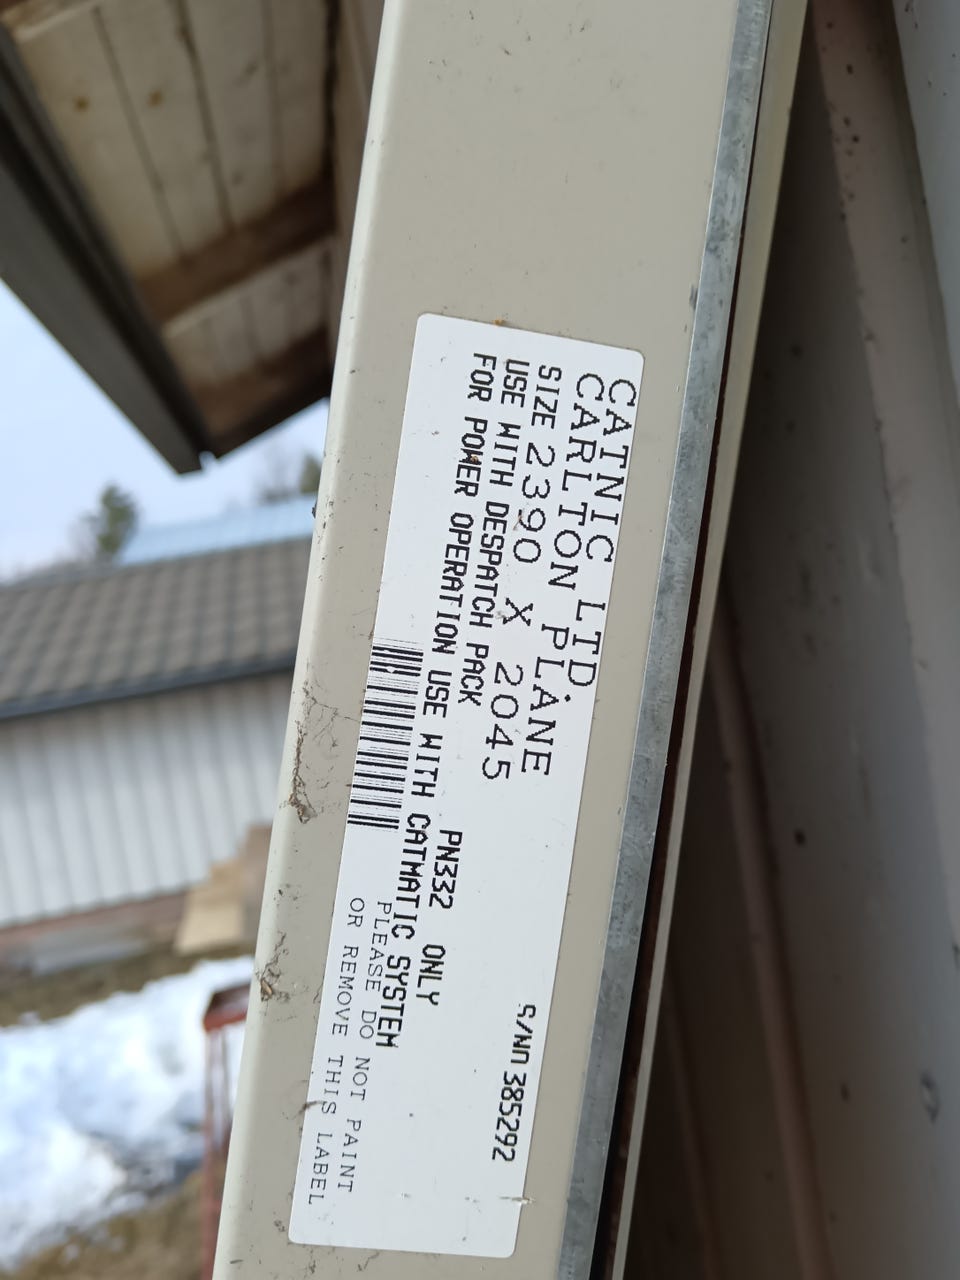 CATNIC LTD.
CARLTON PLANE
SIZE 2390 X 2045 S/NO 385292
USE WITH DESPATCH PACK PN332 ONLY
FOR POWER OPERATION USE WITH CATMATIC SYSTEM
PLEASE DO NOT PAINT
OR REMOVE THIS LABEL